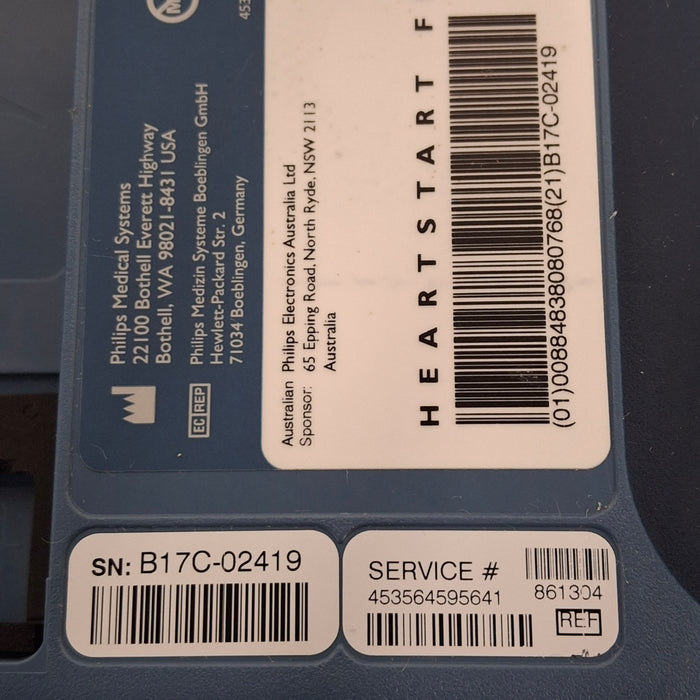 453
Philips Medical Systems
22100 Bothell Everett Highway
Bothell, WA 98021-8431 USA
EC REP
Philips Medizin Systeme Boeblingen GmbH
Hewlett-Packard Str. 2
71034 Boeblingen, Germany
Australian Philips Electronics Australia Ltd
Sponsor: 65 Epping Road, North Ryde, NSW 2113
Australia
HEARTSTART F
(01)00884838080768(21)B17C-02419
SN: B17C-02419
SERVICE #
453564595641
861304
REF